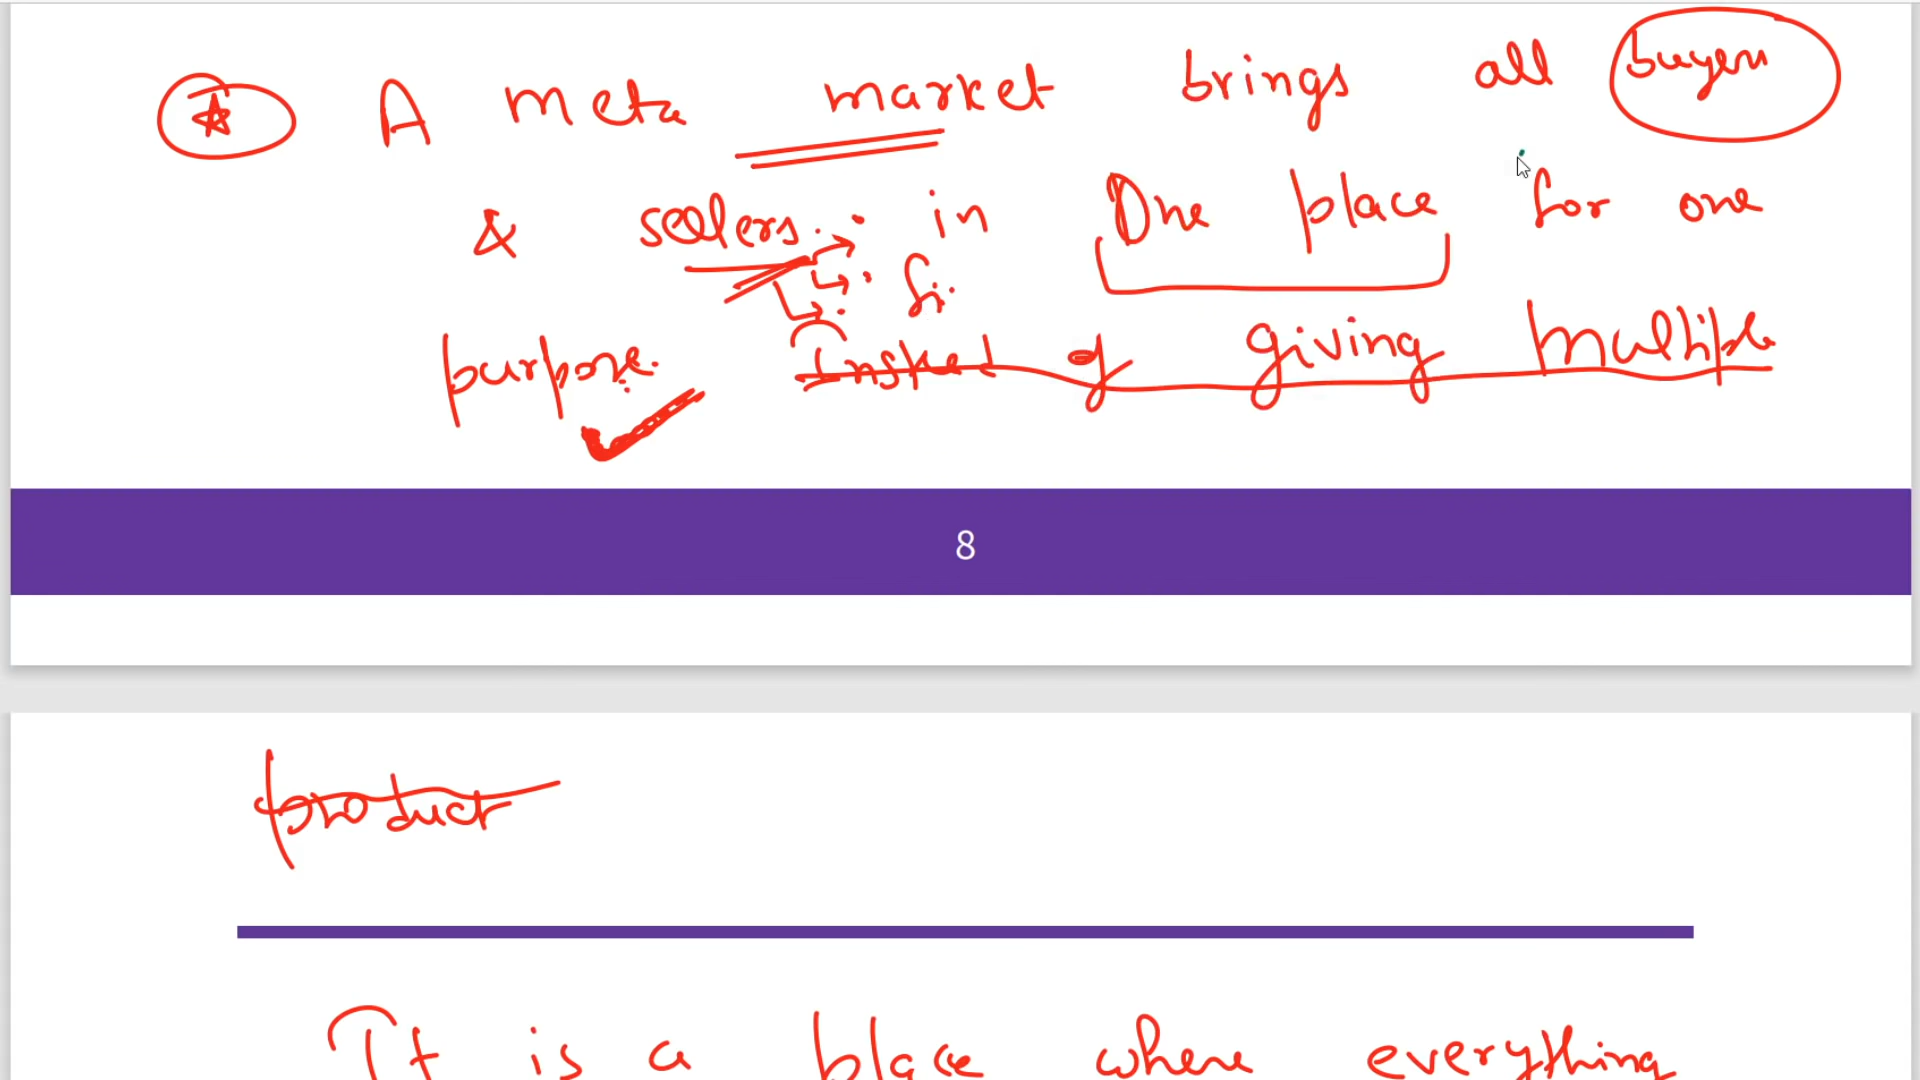 A meta market brings all buyers
& sellers. in One place for one
purpose. Insted of giving multiple
8
product
It is a place where everything